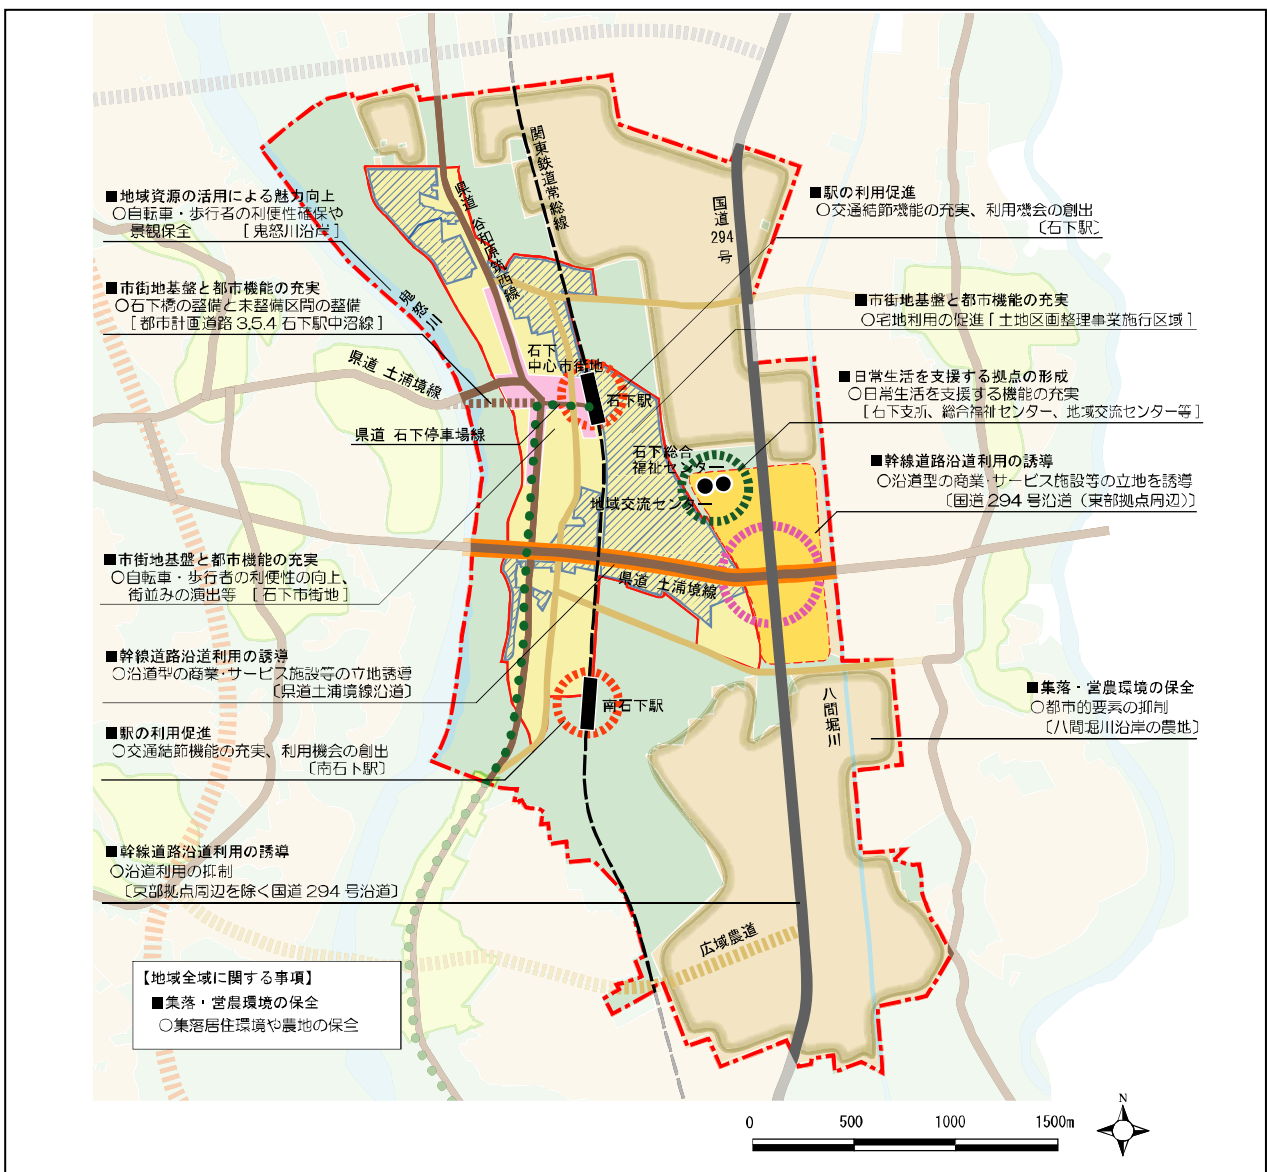 ■地域資源の活用による魅力向上
○自転車・歩行者の利便性確保や
景観保全　　　　[ 鬼怒川沿岸 ]
■市街地基盤と都市機能の充実
○石下橋の整備と未整備区間の整備
[ 都市計画道路 3.5.4 石下駅中沼線 ]
県道 土浦境線
県道 石下停車場線
■市街地基盤と都市機能の充実
○自転車・歩行者の利便性の向上、
街並みの演出等　[ 石下市街地 ]
■幹線道路沿道利用の誘導
○沿道型の商業・サービス施設等の立地誘導
〔県道土浦境線沿道〕
■駅の利用促進
○交通結節機能の充実、利用機会の創出
〔南石下駅〕
■幹線道路沿道利用の誘導
○沿道利用の抑制
〔東部拠点周辺を除く国道 294 号沿道〕
【地域全域に関する事項】
■集落・営農環境の保全
○集落居住環境や農地の保全
鬼怒川
県道 谷和原筑西線
関東鉄道常総線
国道294号
石下
中心市街地
石下駅
石下総合
福祉センター
地域交流センター
県道 土浦境線
南石下駅
八間堀川
広域農道
■駅の利用促進
○交通結節機能の充実、利用機会の創出
〔石下駅〕
■市街地基盤と都市機能の充実
○宅地利用の促進 [ 土地区画整理事業施行区域 ]
■日常生活を支援する拠点の形成
○日常生活を支援する機能の充実
[ 石下支所、総合福祉センター、地域交流センター等 ]
■幹線道路沿道利用の誘導
○沿道型の商業・サービス施設等の立地を誘導
〔国道 294 号沿道（東部拠点周辺）〕
■集落・営農環境の保全
○都市的要素の抑制
〔八間堀川沿岸の農地〕
0 500 1000 1500m
N